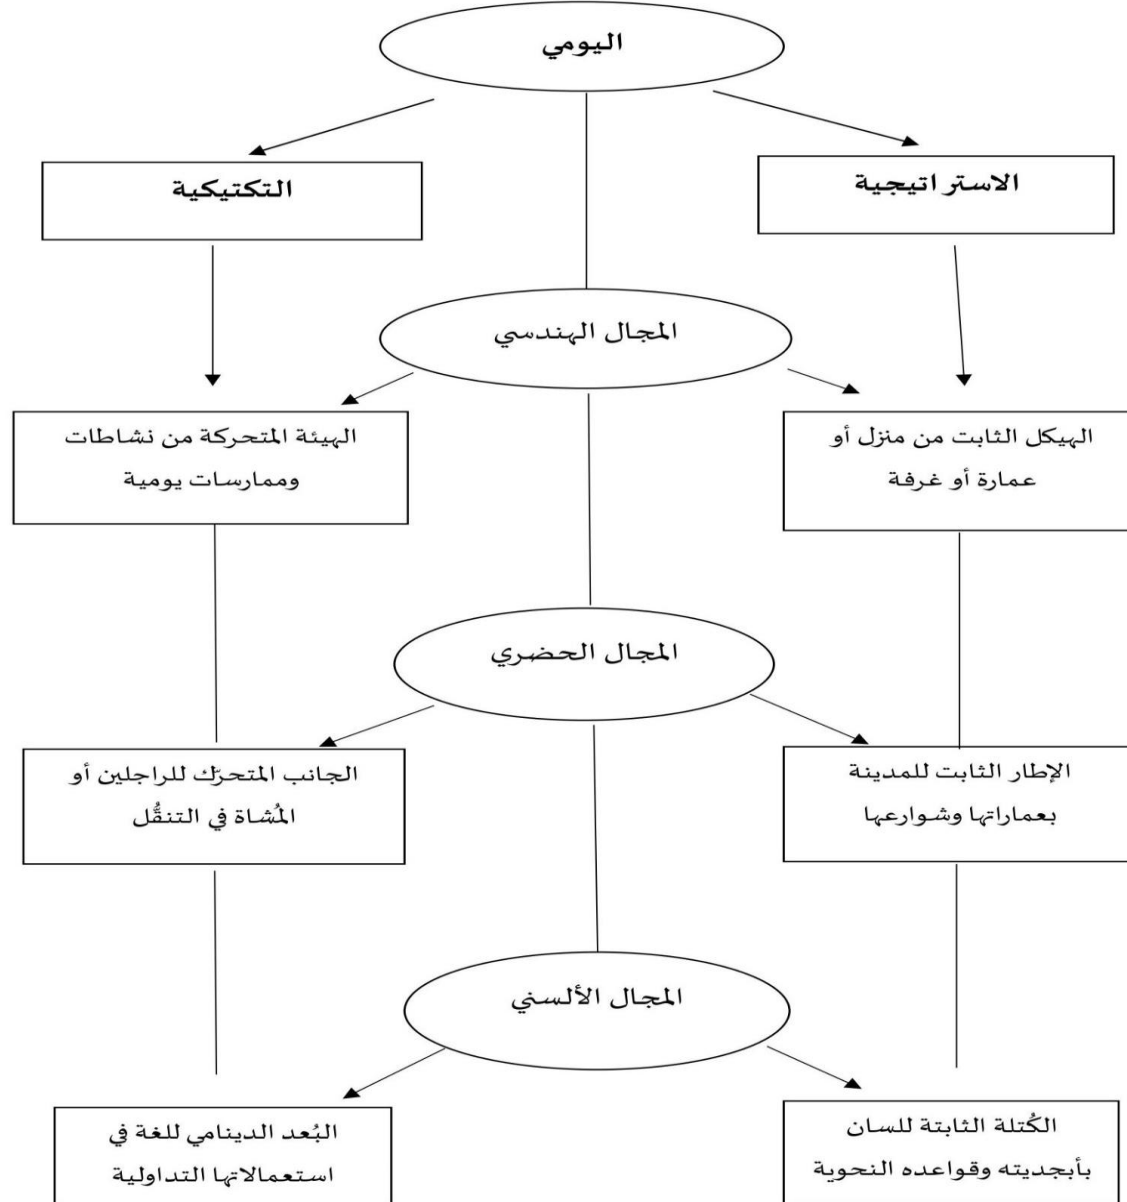 اليومي
الاستراتيجية
التكتيكية
المجال الهندسي
الهيكل الثابت من منزل أو
عمارة أو غرفة
الهيئة المتحركة من نشاطات
وممارسات يومية
المجال الحضري
الإطار الثابت للمدينة
بعماراتها وشوارعها
الجانب المتحرّك للراجلين أو
المُشاة في التنقُّل
المجال الألسني
الكُتلة الثابتة للسان
بأبجديته وقواعده النحوية
البُعد الدينامي للغة في
استعمالاتها التداولية